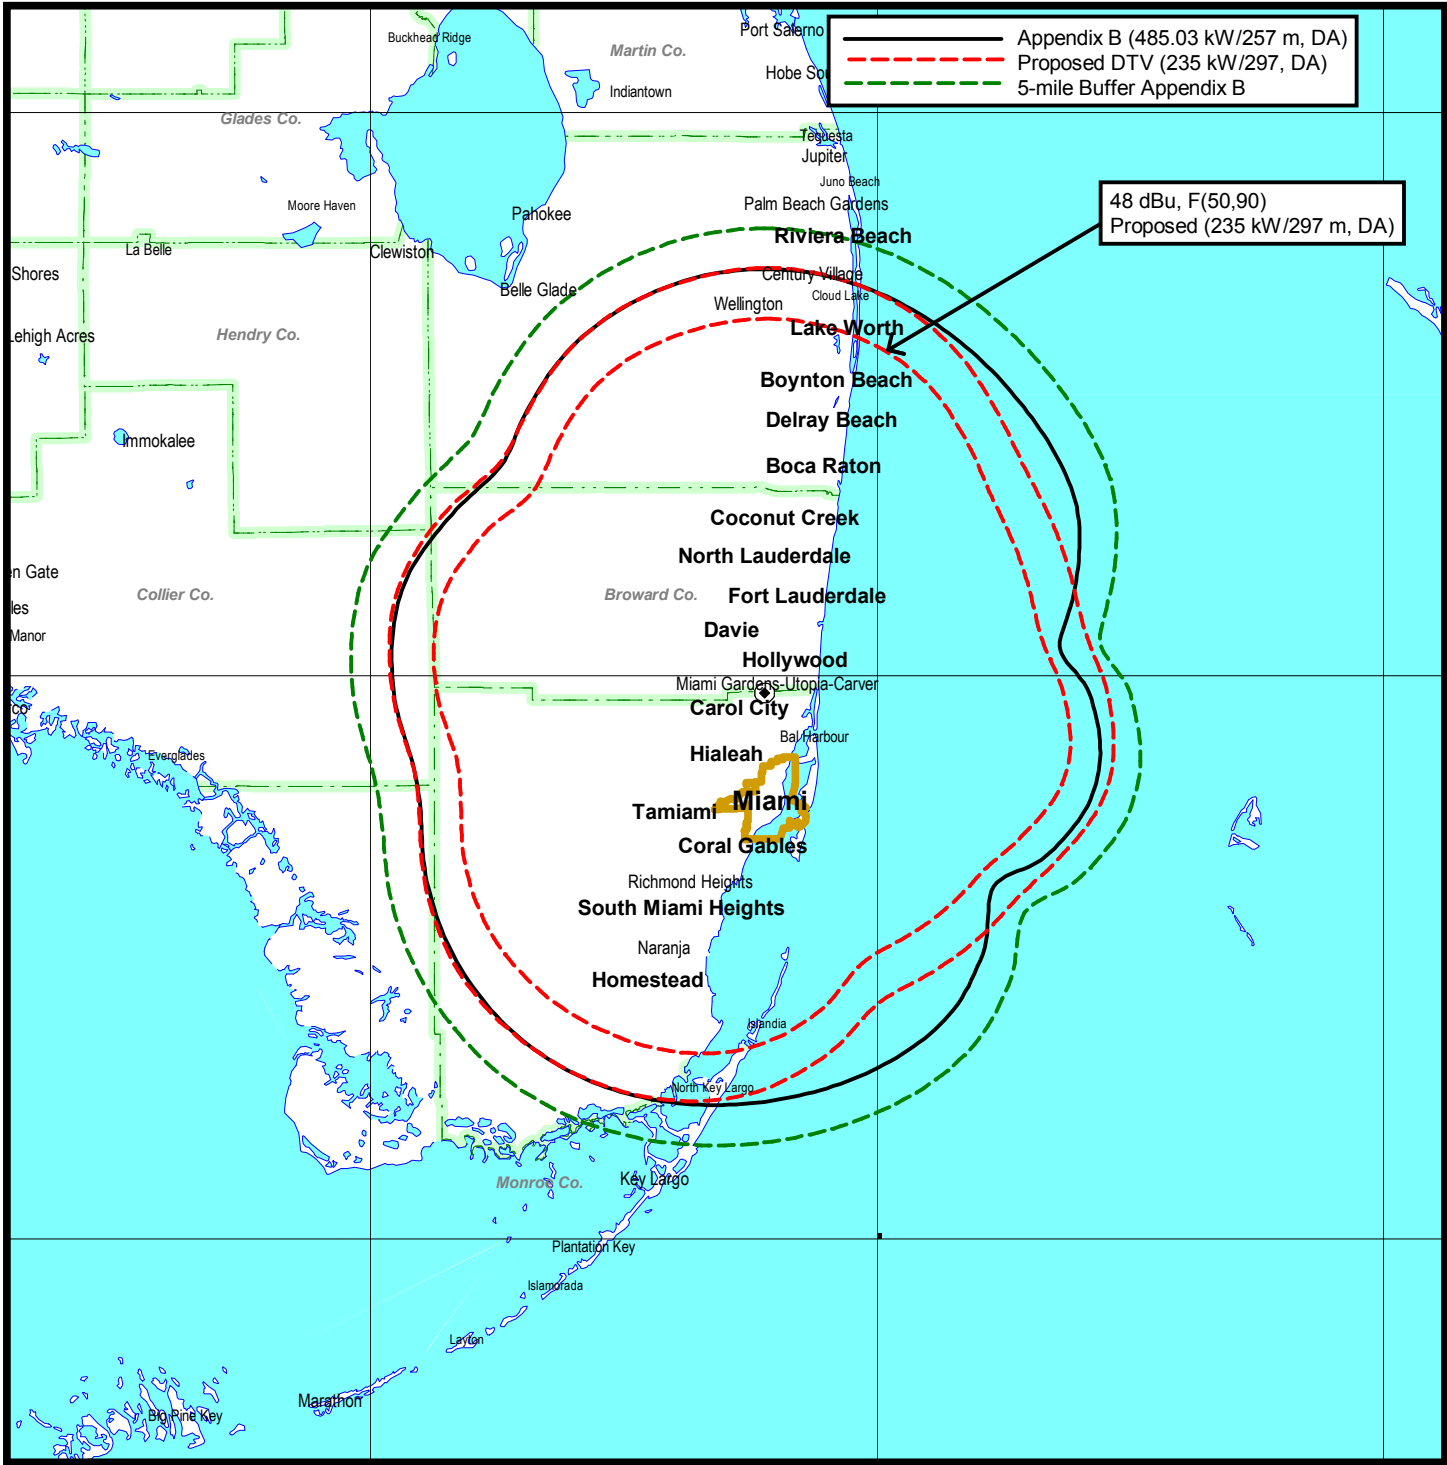 Port Salerno
Buckhead Ridge
Martin Co.
Appendix B (485.03 kW/257 m, DA)
Proposed DTV (235 kW/297, DA)
5-mile Buffer Appendix B
Hobe Sou
Indiantown
Glades Co.
Tequesta
Jupiter
Juno Beach
48 dBu, F(50,90)
Proposed (235 kW/297 m, DA)
Moore Haven
Pahokee
Palm Beach Gardens
Riviera Beach
La Belle
Clewiston
Shores
Century Village
Belle Glade
Cloud Lake
Wellington
Lake Worth
Lehigh Acres
Hendry Co.
Boynton Beach
Delray Beach
Immokalee
Boca Raton
Coconut Creek
North Lauderdale
en Gate
Collier Co.
Broward Co.
Fort Lauderdale
les
Manor
Davie
Hollywood
Miami Gardens-Utopia-Carver
co
Carol City
Bal Harbour
Everglades
Hialeah
Miami
Tamiami
Coral Gables
Richmond Heights
South Miami Heights
Naranja
Homestead
Islandia
North Key Largo
Key Largo
Monroe Co.
Plantation Key
Islamorada
Layton
Marathon
Big Pine Key